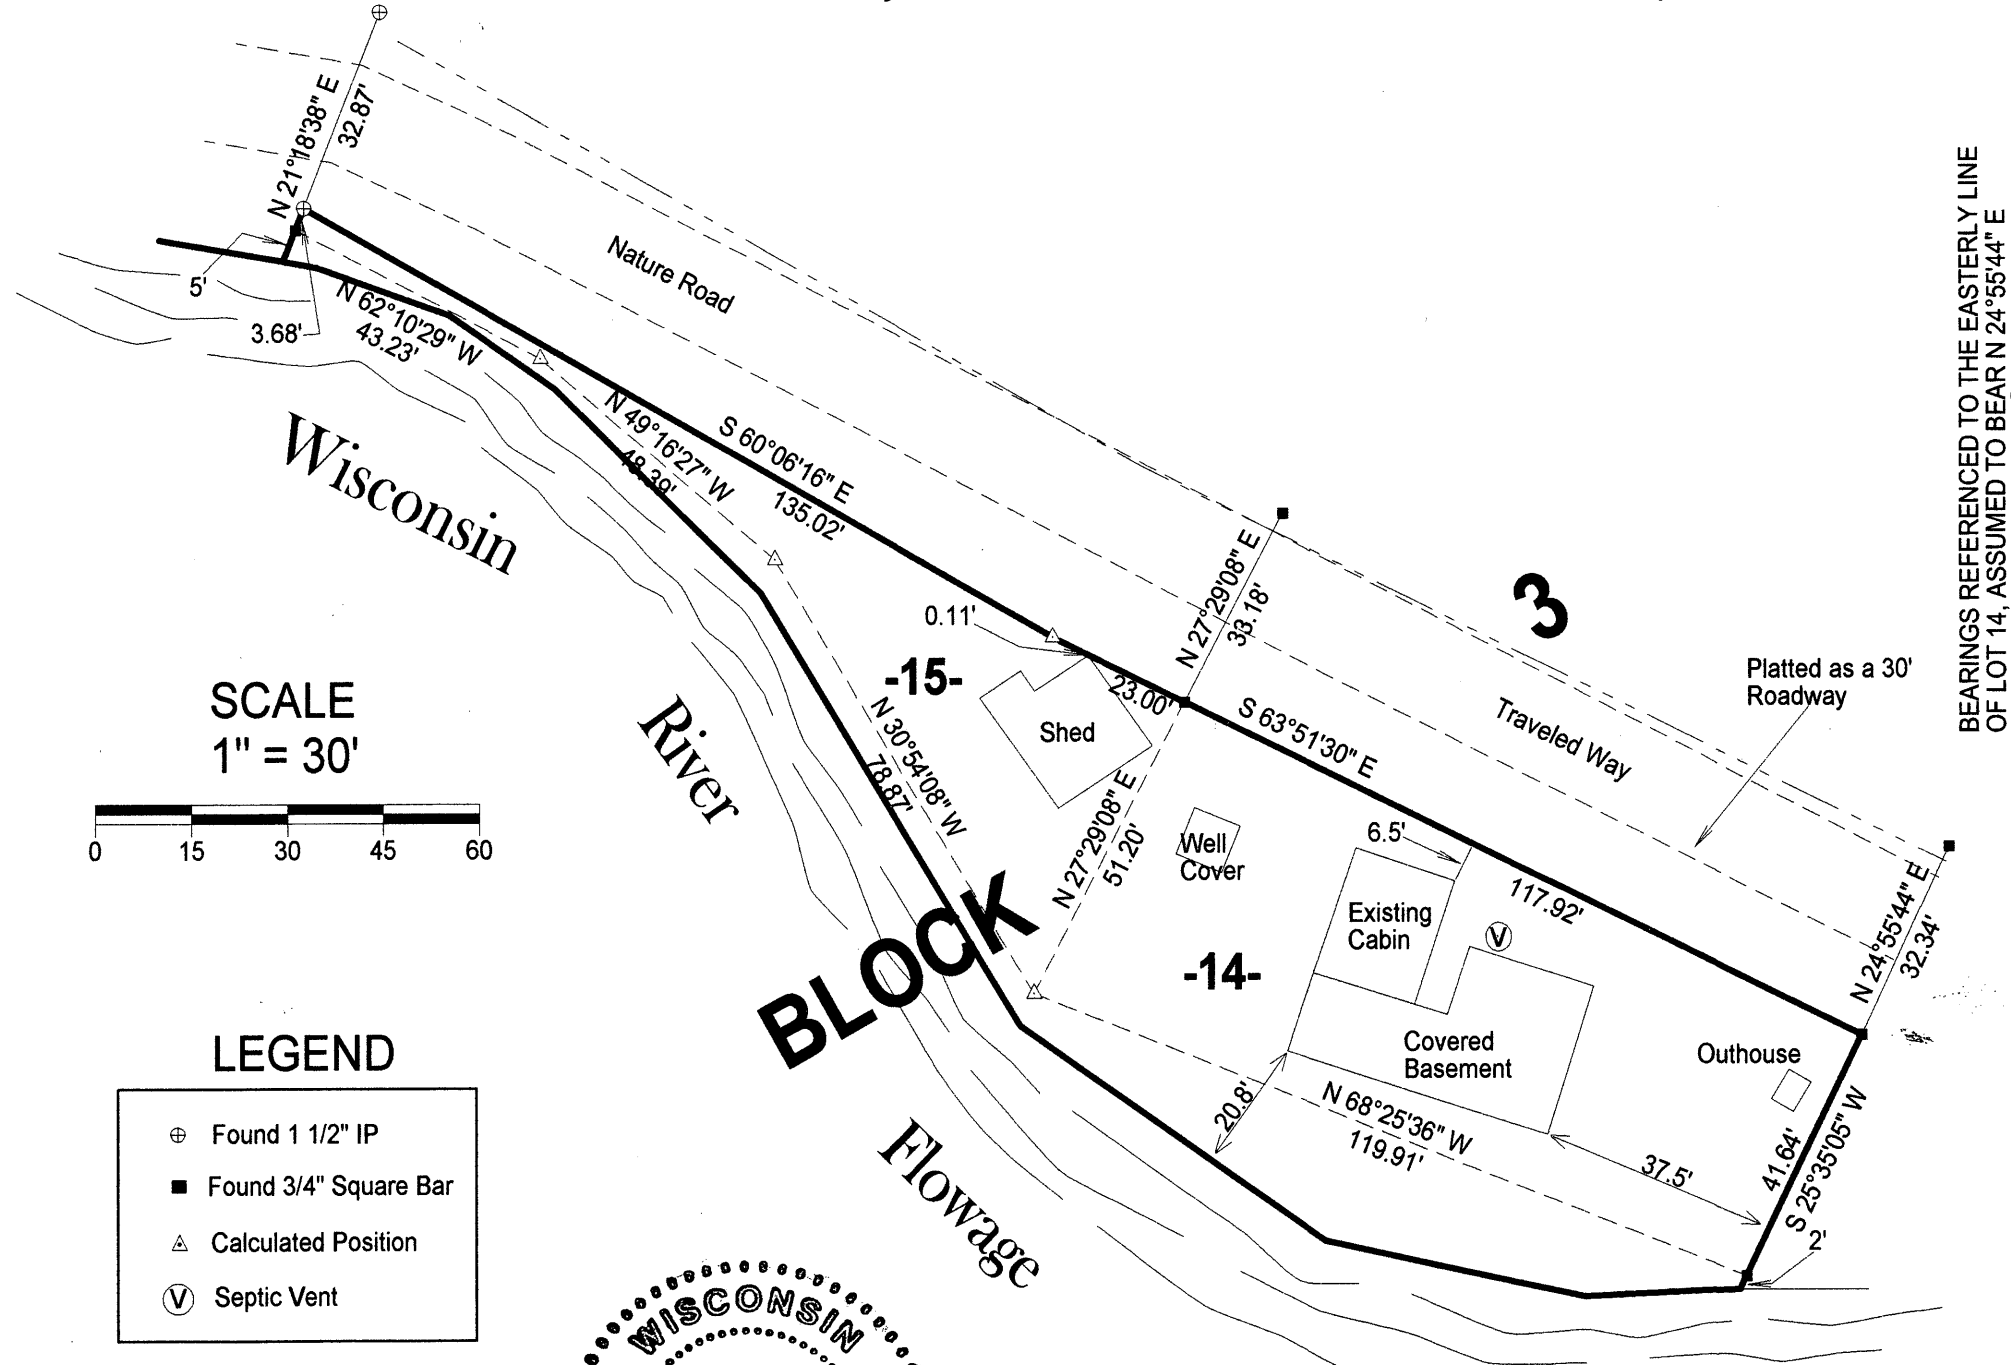 N 21°18'38" E
32.87'
5'
3.68'
N 62°10'29" W
43.23'
Nature Road
N 49°16'27" W
48.39'
S 60°06'16" E
135.02'
Wisconsin
River
Flowage
0.11'
-15-
Shed
23.00'
N 30°54'08" W
78.87'
N 27°29'08" E
33.18'
3
S 63°51'30" E
Traveled Way
Platted as a 30'
Roadway
BEARINGS REFERENCED TO THE EASTERLY LINE
OF LOT 14, ASSUMED TO BEAR N 24°55'44" E
N 27°29'08" E
51.20'
Well
Cover
6.5'
117.92'
Existing
Cabin
V
BLOCK
-14-
Covered
Basement
N 24°55'44" E
32.34'
Outhouse
20.8'
N 68°25'36" W
119.91'
37.5'
41.64'
S 25°35'05" W
2'
SCALE
1" = 30'
0 15 30 45 60
LEGEND
Found 1 1/2" IP
Found 3/4" Square Bar
Calculated Position
V Septic Vent
WISCONSIN